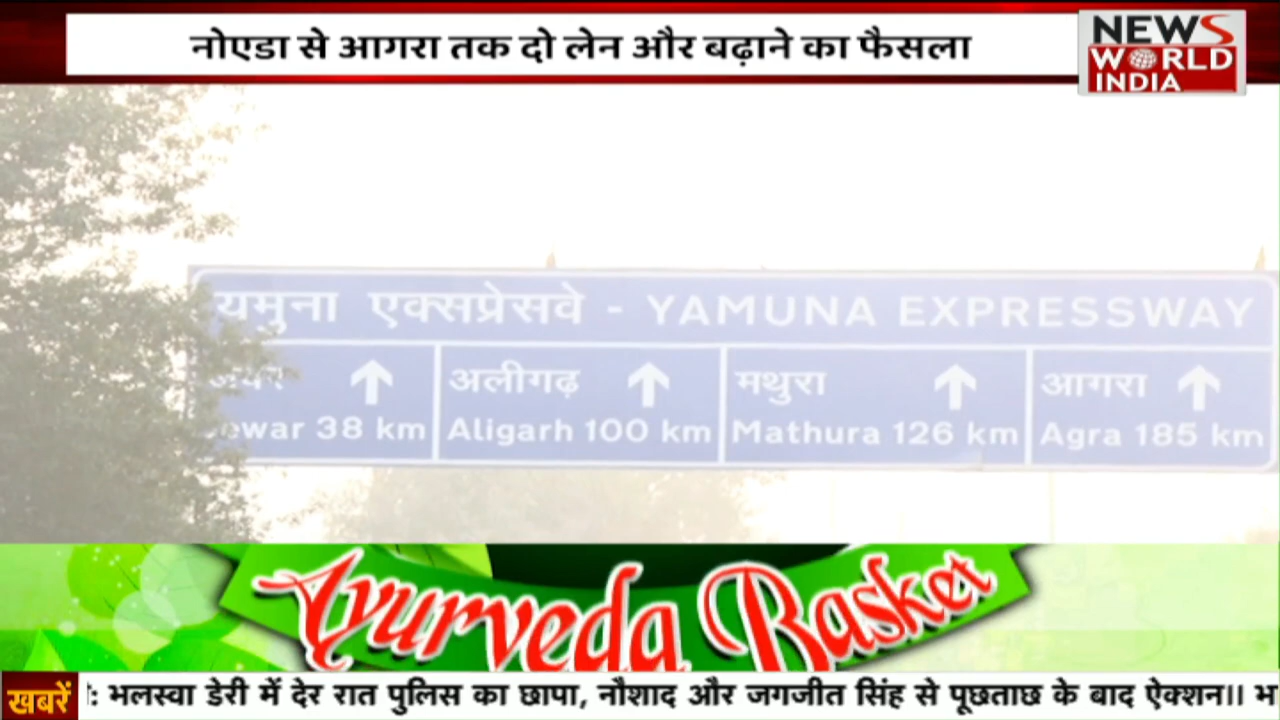 नोएडा से आगरा तक दो लेन और बढ़ाने का फैसला
NEWS
WORLD
INDIA
यमुना एक्सप्रेसवे - YAMUNA EXPRESSWAY
अलीगढ़
मथुरा
आगरा
38 km
Aligarh 100 km
Mathura 126 km
Agra 185 km
Ayurveda Basket
खबरें
भलस्वा डेरी में देर रात पुलिस का छापा, नौशाद और जगजीत सिंह से पूछताछ के बाद ऐक्शन।।